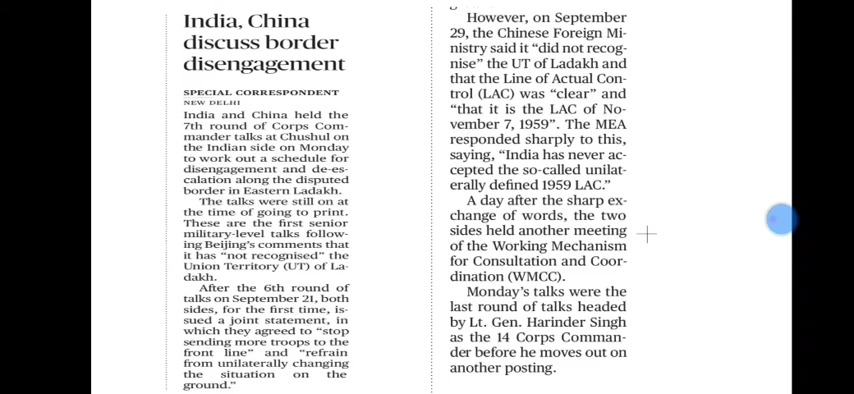 India, China
discuss border
disengagement
SPECIAL CORRESPONDENT
NEW DELHI
India and China held the
7th round of Corps Com-
mander talks at Chushul on
the Indian side on Monday
to work out a schedule for
disengagement and de-es-
calation along the disputed
border in Eastern Ladakh.
The talks were still on at
the time of going to print.
These are the first senior
military-level talks follow-
ing Beijing's comments that
it has “not recognised” the
Union Territory (UT) of La-
dakh.
After the 6th round of
talks on September 21, both
sides, for the first time, is-
sued a joint statement, in
which they agreed to “stop
sending more troops to the
front line” and “refrain
from unilaterally changing
the situation on the
ground.”
However, on September
29, the Chinese Foreign Mi-
nistry said it “did not recog-
nise” the UT of Ladakh and
that the Line of Actual Con-
trol (LAC) was “clear” and
“that it is the LAC of No-
vember 7, 1959”. The MEA
responded sharply to this,
saying, “India has never ac-
cepted the so-called unilat-
erally defined 1959 LAC.”
A day after the sharp ex-
change of words, the two
sides held another meeting
of the Working Mechanism
for Consultation and Coor-
dination (WMCC).
Monday's talks were the
last round of talks headed
by Lt. Gen. Harinder Singh
as the 14 Corps Comman-
der before he moves out on
another posting.